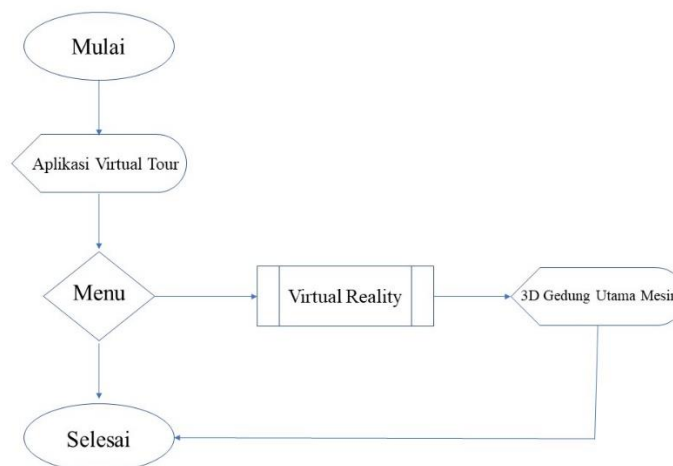 Mulai
Aplikasi Virtual Tour
Menu
Virtual Reality
3D Gedung Utama Mesin
Selesai